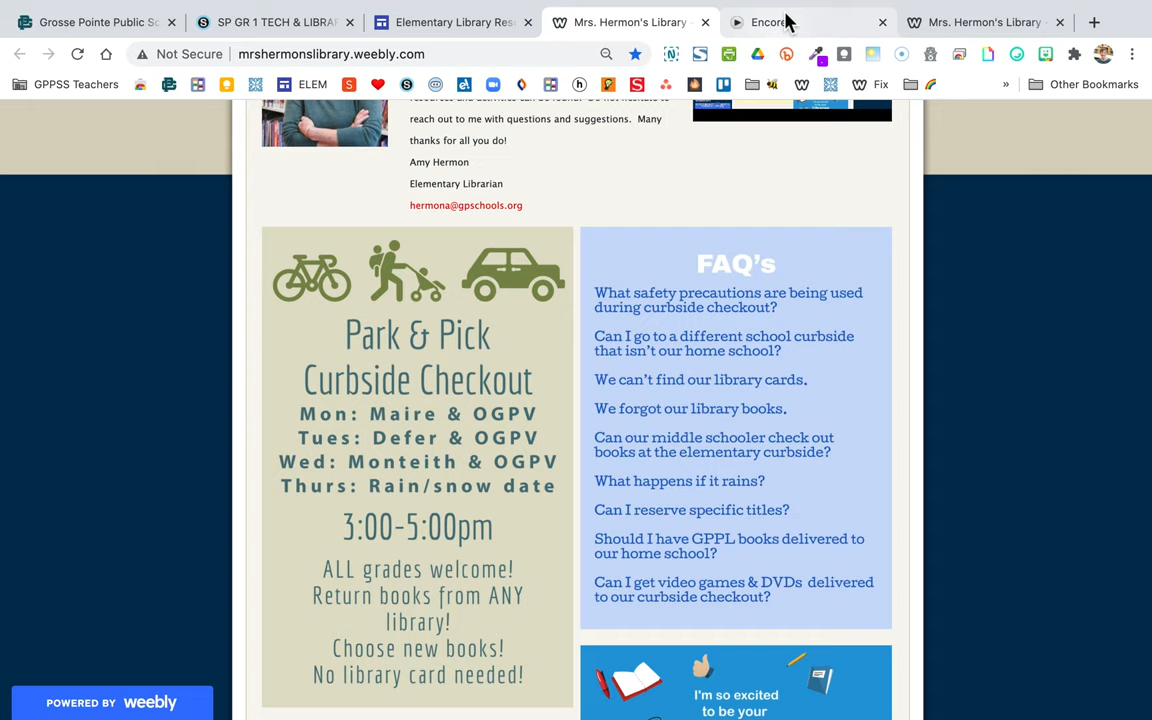 Grosse Pointe Public Sc
SP GR 1 TECH & LIBRA
Elementary Library Res
Mrs. Hermon's Library -
Encore
Mrs. Hermon's Library -
Not Secure
mrshermonslibrary.weebly.com
GPPSS Teachers
ELEM
Fix
Other Bookmarks
reach out to me with questions and suggestions. Many
thanks for all you do!
Amy Hermon
Elementary Librarian
hermona@gpschools.org
Park & Pick
Curbside Checkout
Mon: Maire & OGPV
Tues: Defer & OGPV
Wed: Monteith & OGPV
Thurs: Rain/snow date
3:00-5:00pm
ALL grades welcome!
Return books from ANY
library!
Choose new books!
No library card needed!
FAQ's
What safety precautions are being used
during curbside checkout?
Can I go to a different school curbside
that isn't our home school?
We can't find our library cards.
We forgot our library books.
Can our middle schooler check out
books at the elementary curbside?
What happens if it rains?
Can I reserve specific titles?
Should I have GPPL books delivered to
our home school?
Can I get video games & DVDs delivered
to our curbside checkout?
I'm so excited
to be your
POWERED BY weebly